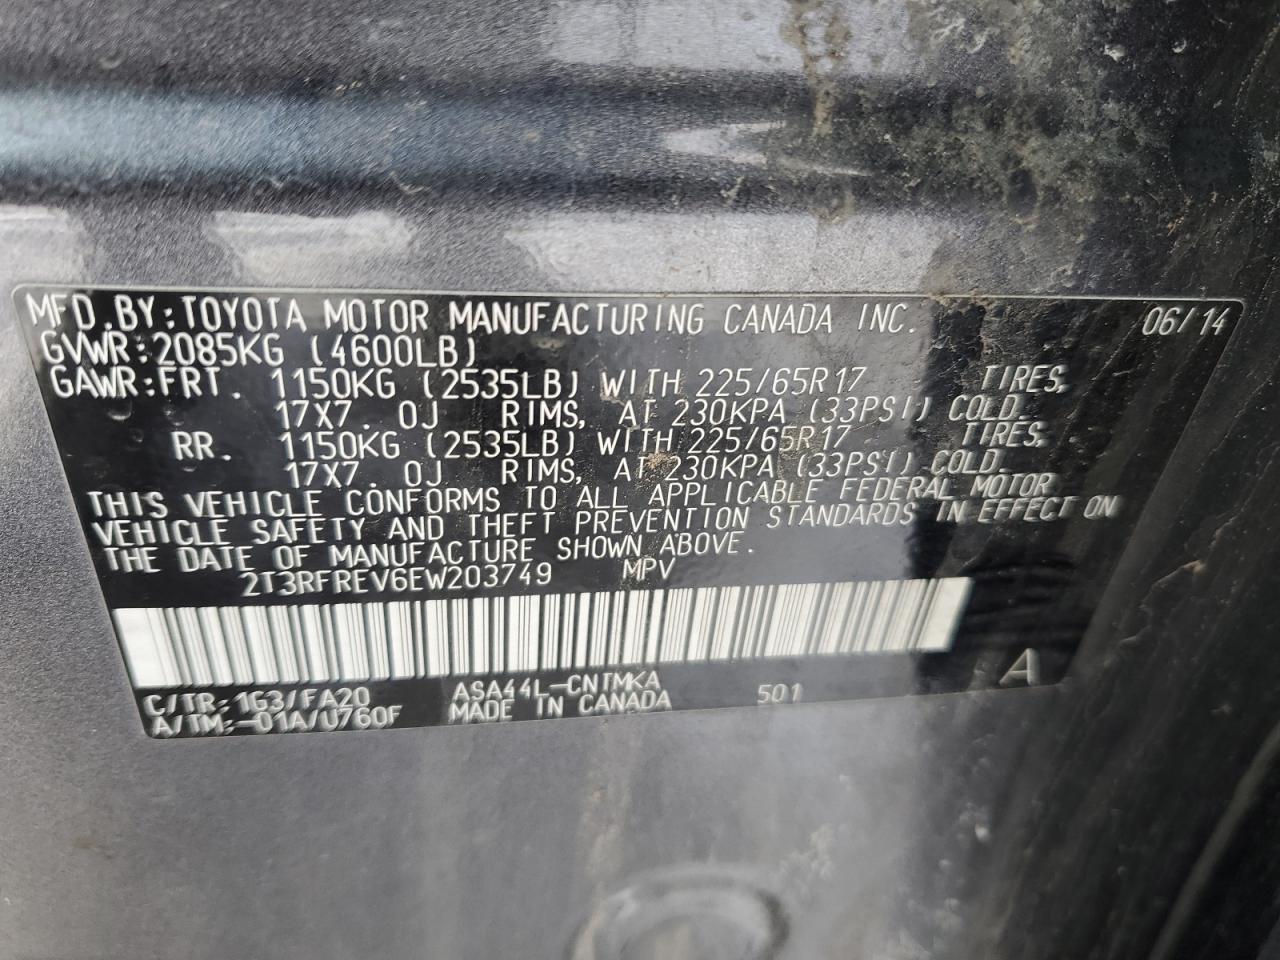 MFD.BY:TOYOTA MOTOR MANUFACTURING CANADA INC. 06/14
GVWR:2085KG (4600LB)
GAWR:FRT. 1150KG (2535LB) WITH 225/65R17 TIRES,
17X7.0J RIMS, AT 230KPA (33PSI) COLD.
RR. 1150KG (2535LB) WITH 225/65R17 TIRES,
17X7.0J RIMS, AT 230KPA (33PSI) COLD.
THIS VEHICLE CONFORMS TO ALL APPLICABLE FEDERAL MOTOR
VEHICLE SAFETY AND THEFT PREVENTION STANDARDS IN EFFECT ON
THE DATE OF MANUFACTURE SHOWN ABOVE.
2T3RFREV6EW203749 MPV
A
C/TR:1G3/FA20 ASA44L-CNTMKA 501
A/TM:-01A/U760F MADE IN CANADA